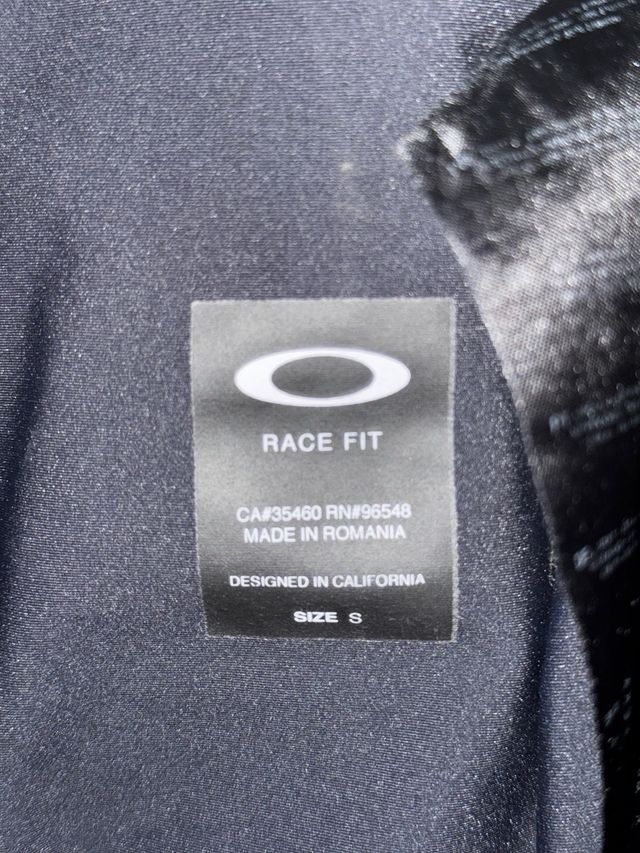 RACE FIT
CA#35460 RN#96548
MADE IN ROMANIA
DESIGNED IN CALIFORNIA
SIZE S